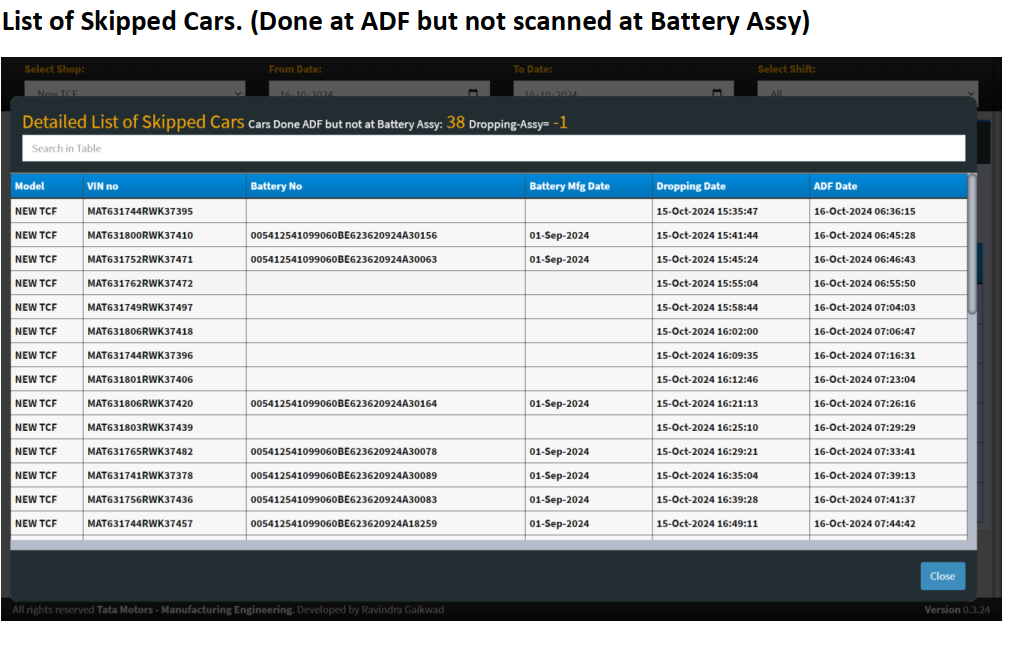 List of Skipped Cars. (Done at ADF but not scanned at Battery Assy)
Select Shop: From Date: To Date: Select Shift:
New TCF 16-10-2024 16-10-2024 All
Detailed List of Skipped Cars Cars Done ADF but not at Battery Assy: 38 Dropping-Assy= -1
Search in Table
Model VIN no Battery No Battery Mfg Date Dropping Date ADF Date
NEW TCF MAT631744RWK37395 15-Oct-2024 15:35:47 16-Oct-2024 06:36:15
NEW TCF MAT631800RWK37410 005412541099060BE623620924A30156 01-Sep-2024 15-Oct-2024 15:41:44 16-Oct-2024 06:45:28
NEW TCF MAT631752RWK37471 005412541099060BE623620924A30063 01-Sep-2024 15-Oct-2024 15:45:24 16-Oct-2024 06:46:43
NEW TCF MAT631762RWK37472 15-Oct-2024 15:55:04 16-Oct-2024 06:55:50
NEW TCF MAT631749RWK37497 15-Oct-2024 15:58:44 16-Oct-2024 07:04:03
NEW TCF MAT631806RWK37418 15-Oct-2024 16:02:00 16-Oct-2024 07:06:47
NEW TCF MAT631744RWK37396 15-Oct-2024 16:09:35 16-Oct-2024 07:16:31
NEW TCF MAT631801RWK37406 15-Oct-2024 16:12:46 16-Oct-2024 07:23:04
NEW TCF MAT631806RWK37420 005412541099060BE623620924A30164 01-Sep-2024 15-Oct-2024 16:21:13 16-Oct-2024 07:26:16
NEW TCF MAT631803RWK37439 15-Oct-2024 16:25:10 16-Oct-2024 07:29:29
NEW TCF MAT631765RWK37482 005412541099060BE623620924A30078 01-Sep-2024 15-Oct-2024 16:29:21 16-Oct-2024 07:33:41
NEW TCF MAT631741RWK37378 005412541099060BE623620924A30089 01-Sep-2024 15-Oct-2024 16:35:04 16-Oct-2024 07:39:13
NEW TCF MAT631756RWK37436 005412541099060BE623620924A30083 01-Sep-2024 15-Oct-2024 16:39:28 16-Oct-2024 07:41:37
NEW TCF MAT631744RWK37457 005412541099060BE623620924A18259 01-Sep-2024 15-Oct-2024 16:49:11 16-Oct-2024 07:44:42
Close
All rights reserved Tata Motors - Manufacturing Engineering. Developed by Ravindra Gaikwad Version 0.3.24